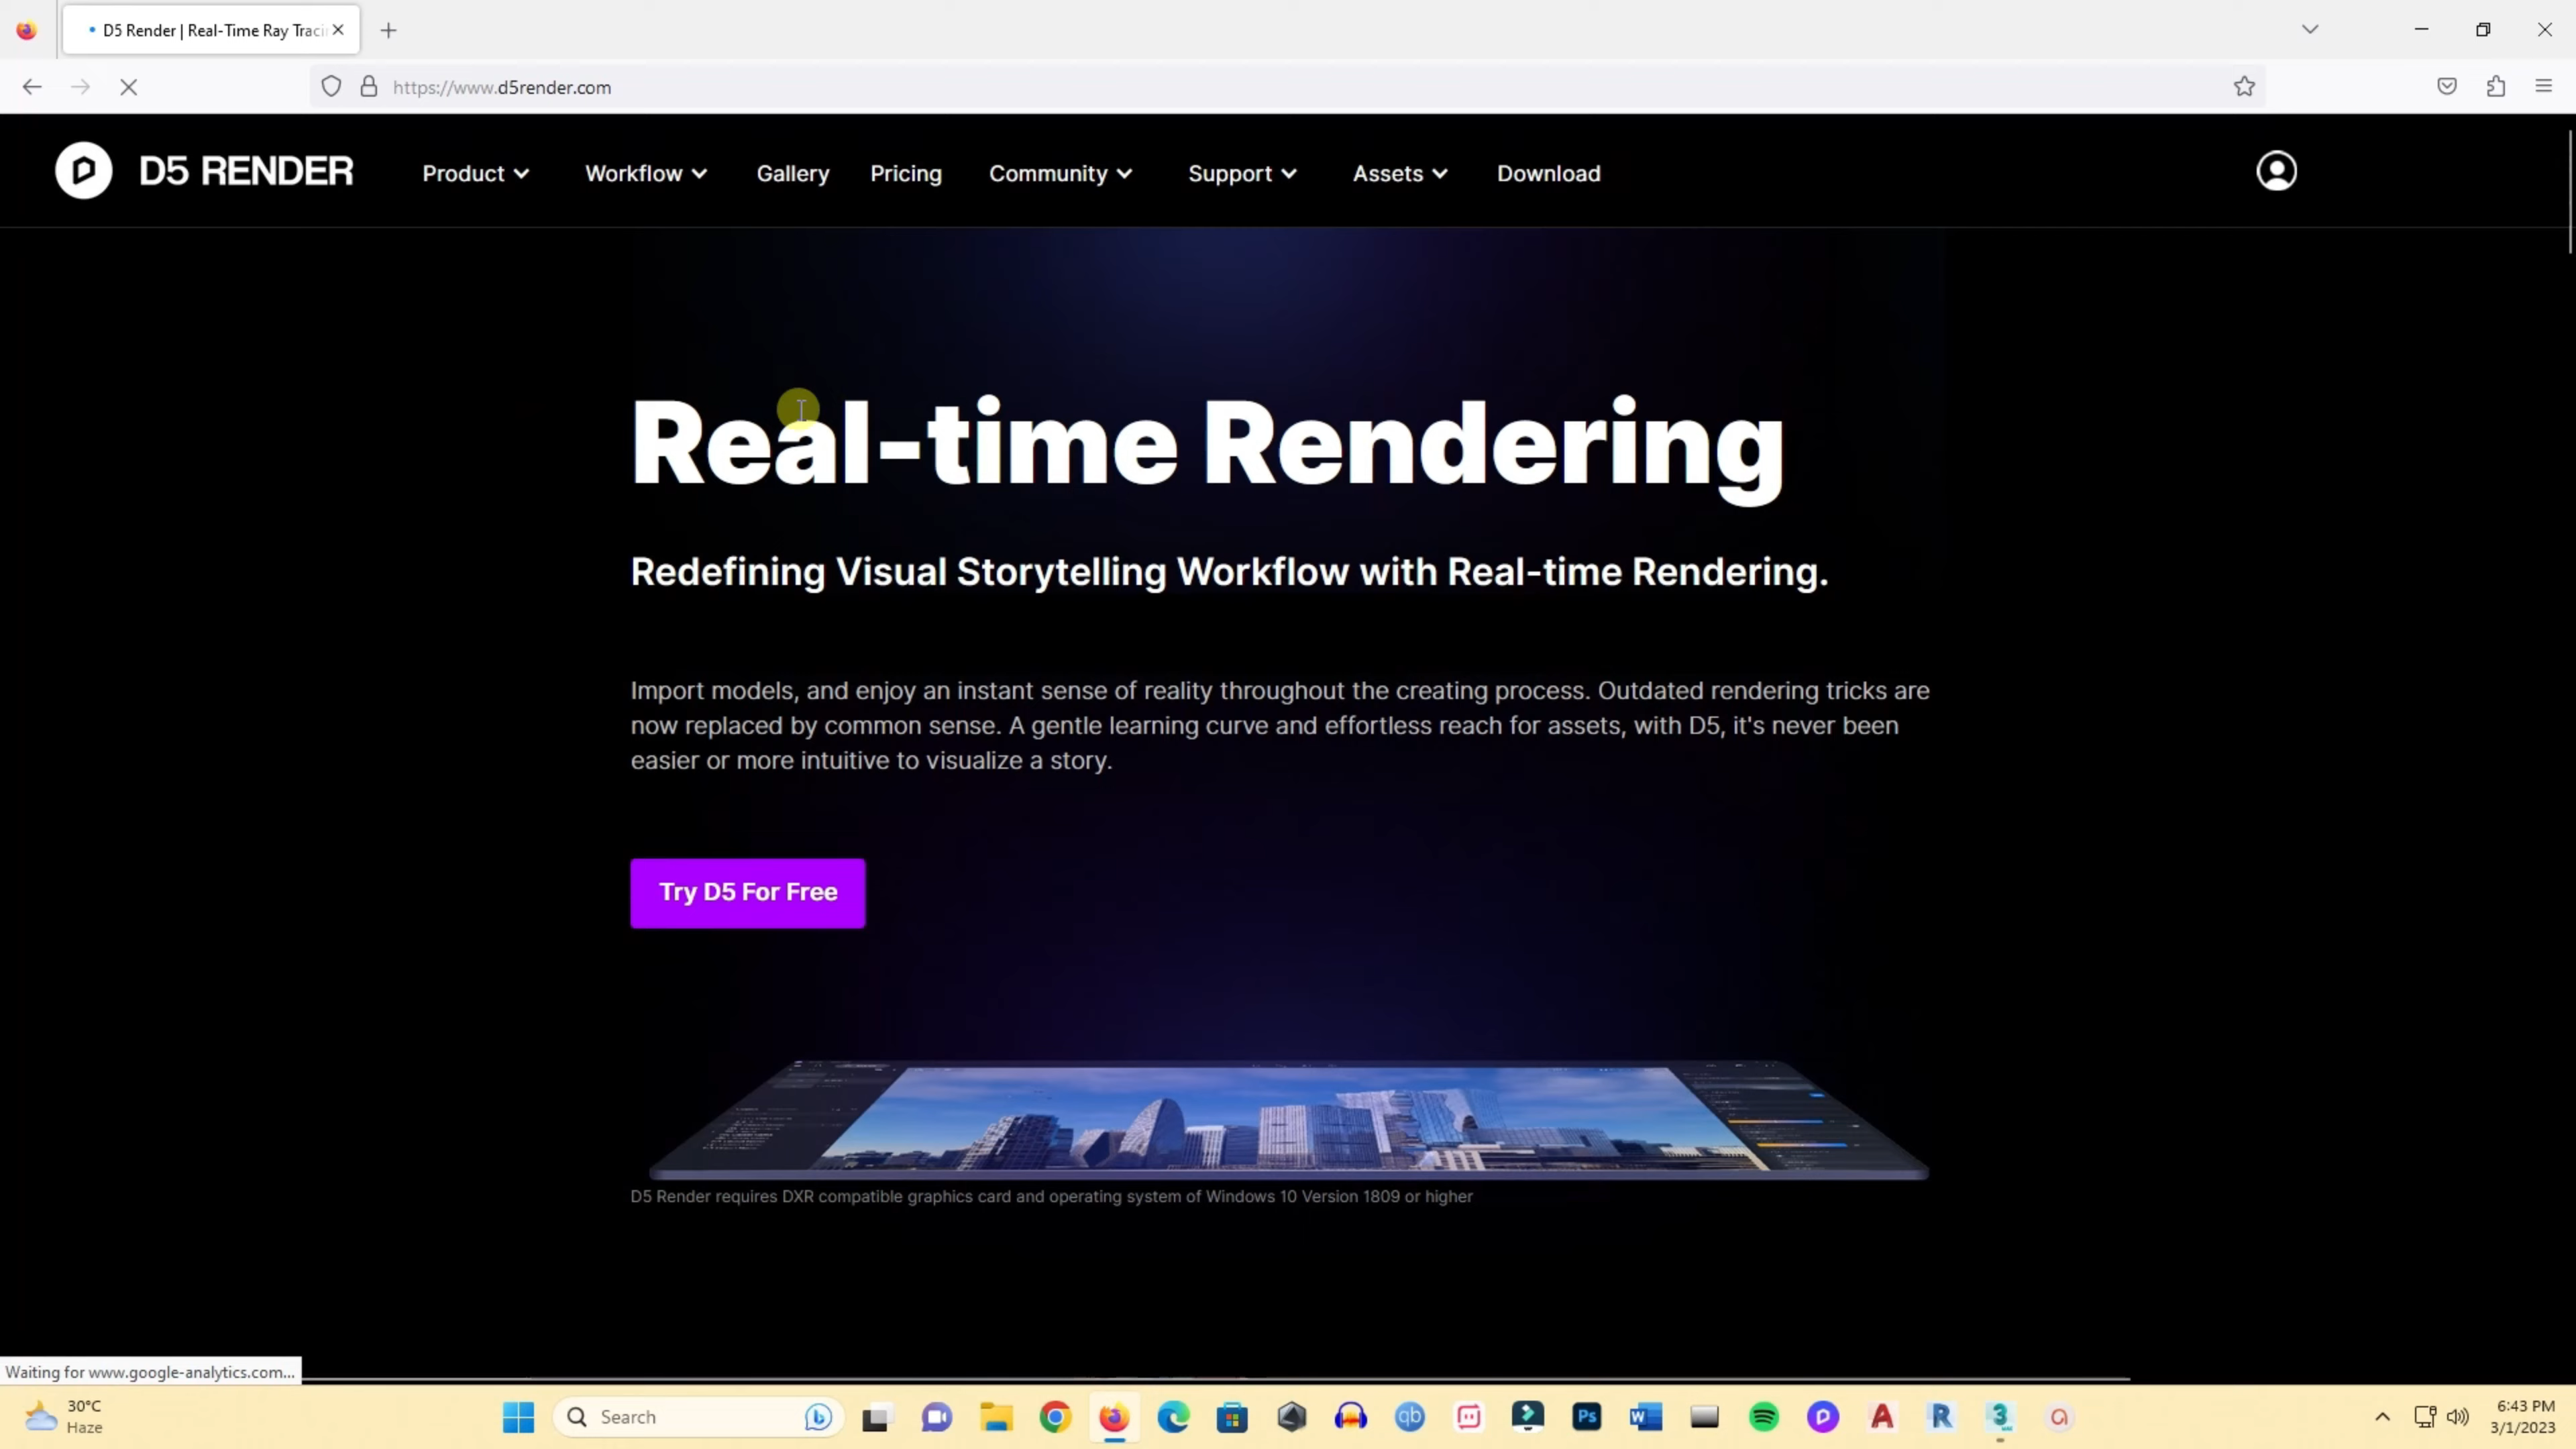 D5 Render | Real-Time Ray Traci
https://www.d5render.com
D5 RENDER
Product
Workflow
Gallery
Pricing
Community
Support
Assets
Download
Real-time Rendering
Redefining Visual Storytelling Workflow with Real-time Rendering.
Import models, and enjoy an instant sense of reality throughout the creating process. Outdated rendering tricks are
now replaced by common sense. A gentle learning curve and effortless reach for assets, with D5, it's never been
easier or more intuitive to visualize a story.
Try D5 For Free
D5 Render requires DXR compatible graphics card and operating system of Windows 10 Version 1809 or higher
Waiting for www.google-analytics.com...
30°C
Haze
Search
qb
Ps
W
A
R
3
6:43 PM
3/1/2023